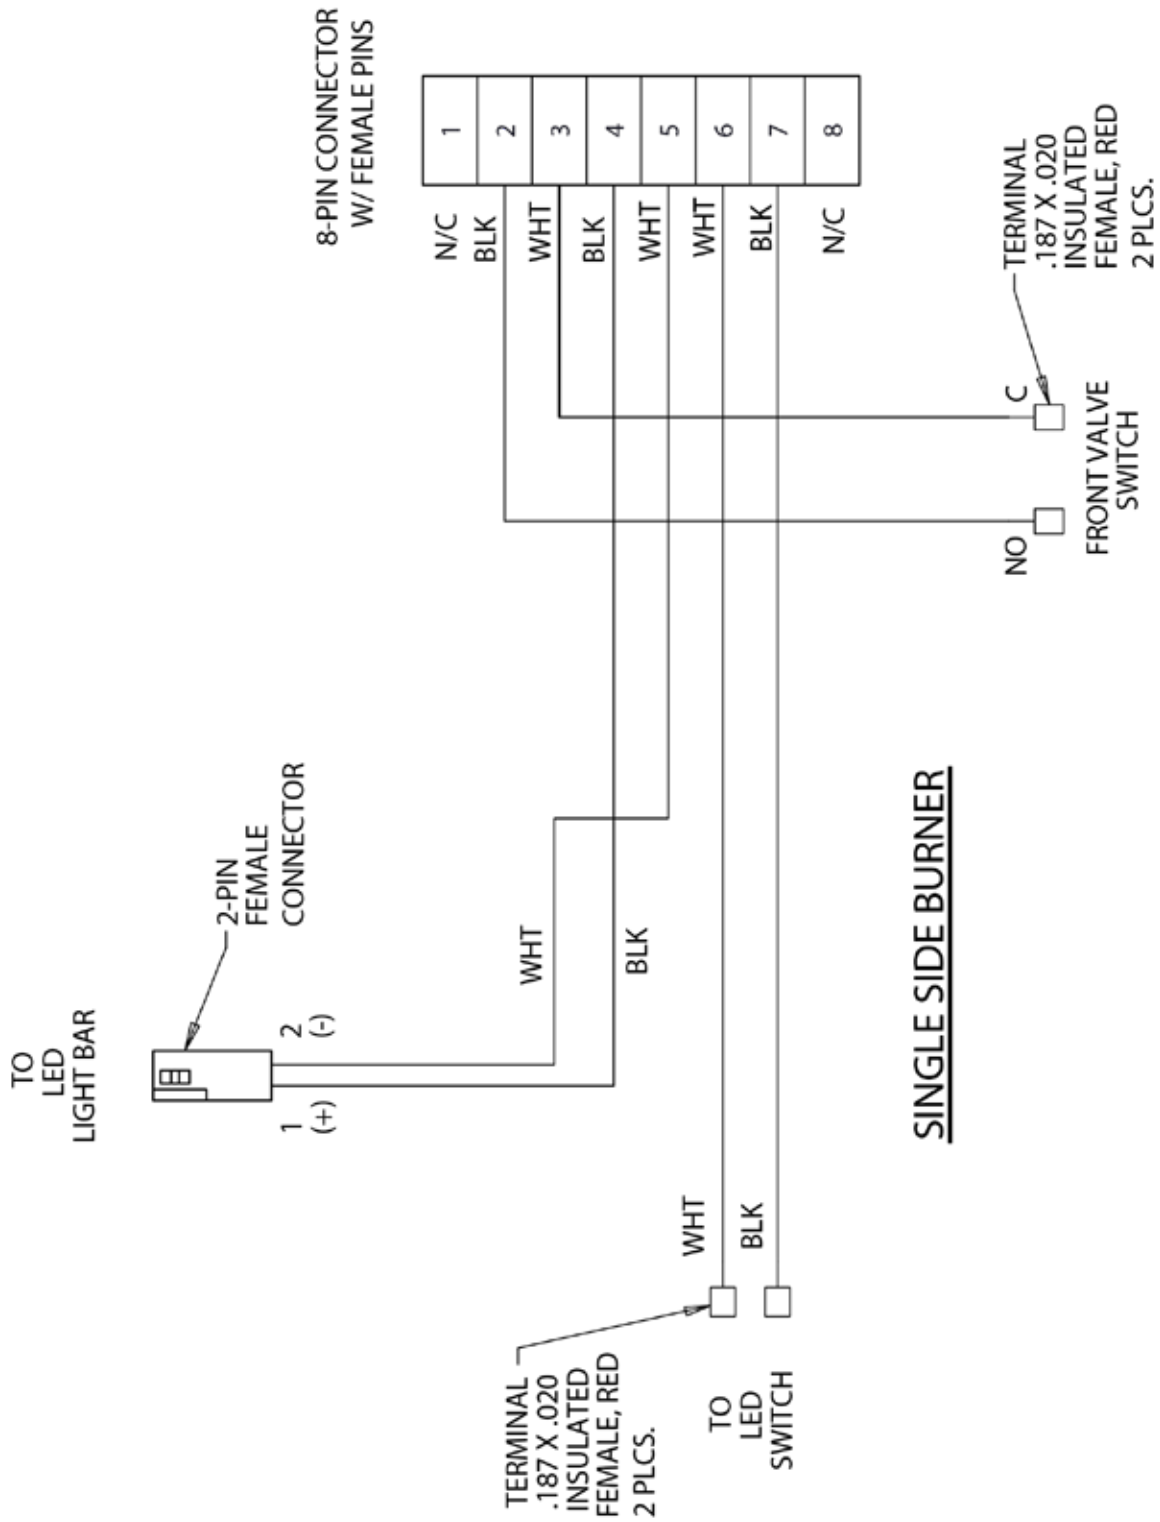 TO
LED
LIGHT BAR
2-PIN
FEMALE
CONNECTOR
1
(+)
2
(-)
WHT
BLK
8-PIN CONNECTOR
W/ FEMALE PINS
1
2
3
4
5
6
7
8
N/C
BLK
WHT
BLK
WHT
WHT
BLK
N/C
TERMINAL
.187 X .020
INSULATED
FEMALE, RED
2 PLCS.
TO
LED
SWITCH
WHT
BLK
NO
C
FRONT VALVE
SWITCH
TERMINAL
.187 X .020
INSULATED
FEMALE, RED
2 PLCS.
SINGLE SIDE BURNER